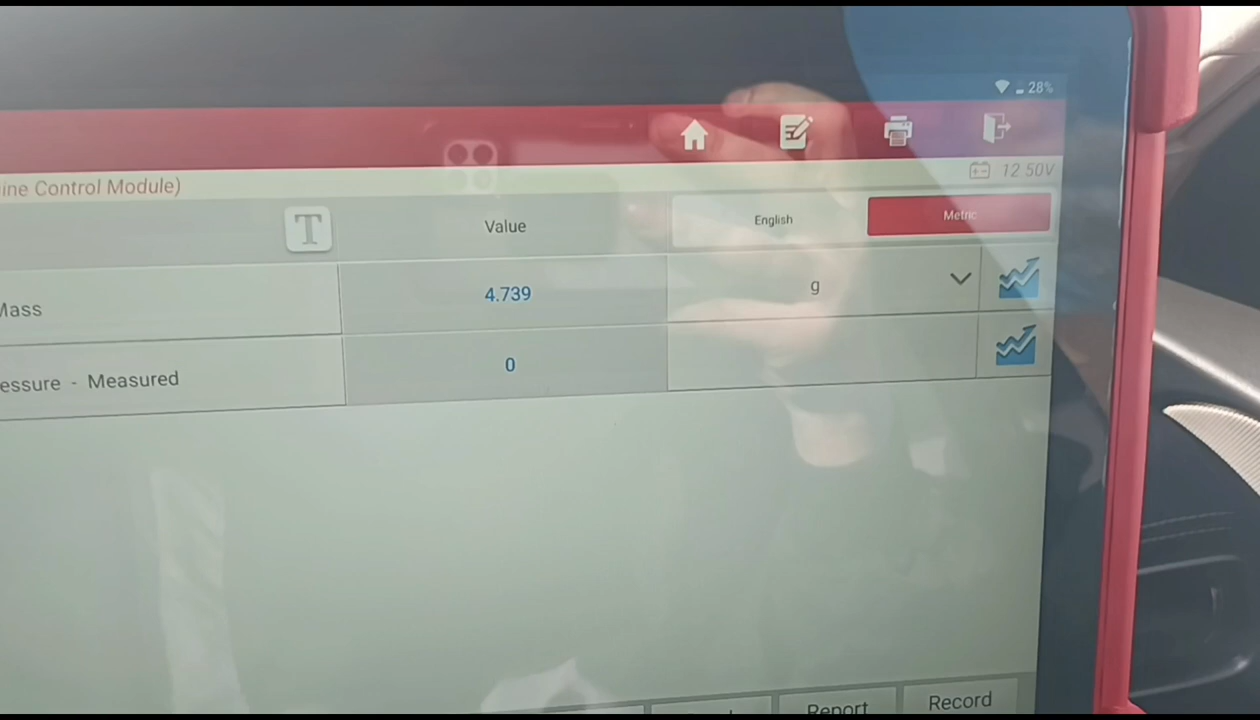 28%
ine Control Module)
12.50V
T
Value
English
Metric
Mass
4.739
g
essure - Measured
0
Report
Record